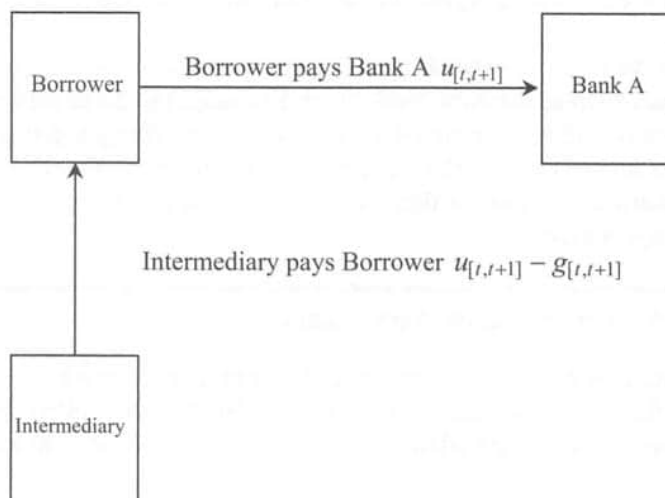 Borrower
Borrower pays Bank A u[t,t+1]
Bank A
Intermediary pays Borrower u[t,t+1] − g[t,t+1]
Intermediary